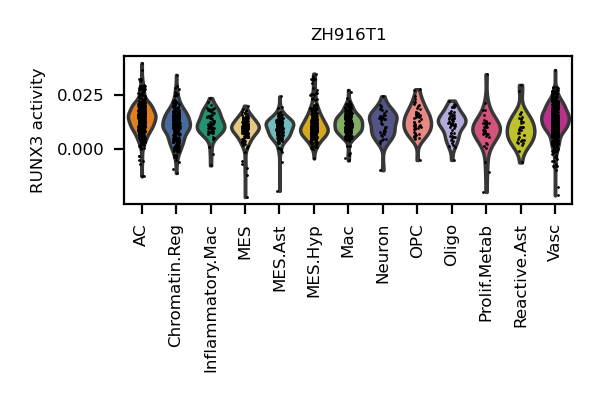 ZH916T1
RUNX3 activity
0.025
0.000
AC
Chromatin.Reg
Inflammatory.Mac
MES
MES.Ast
MES.Hyp
Mac
Neuron
OPC
Oligo
Prolif.Metab
Reactive.Ast
Vasc